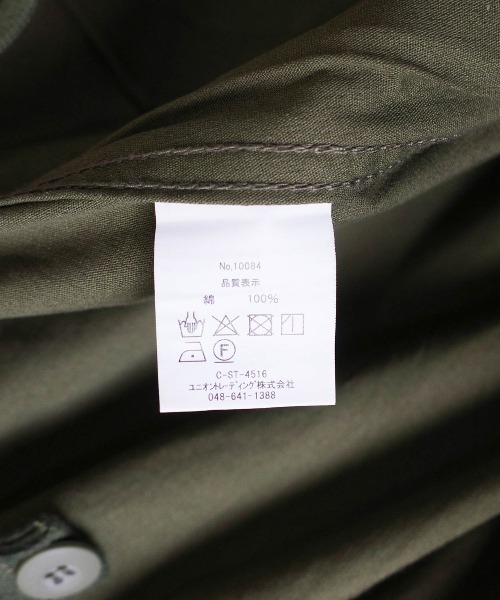 No.10084
品質表示
綿 100%
F
C-ST-4516
ユニオントレーディング株式会社
048-641-1388